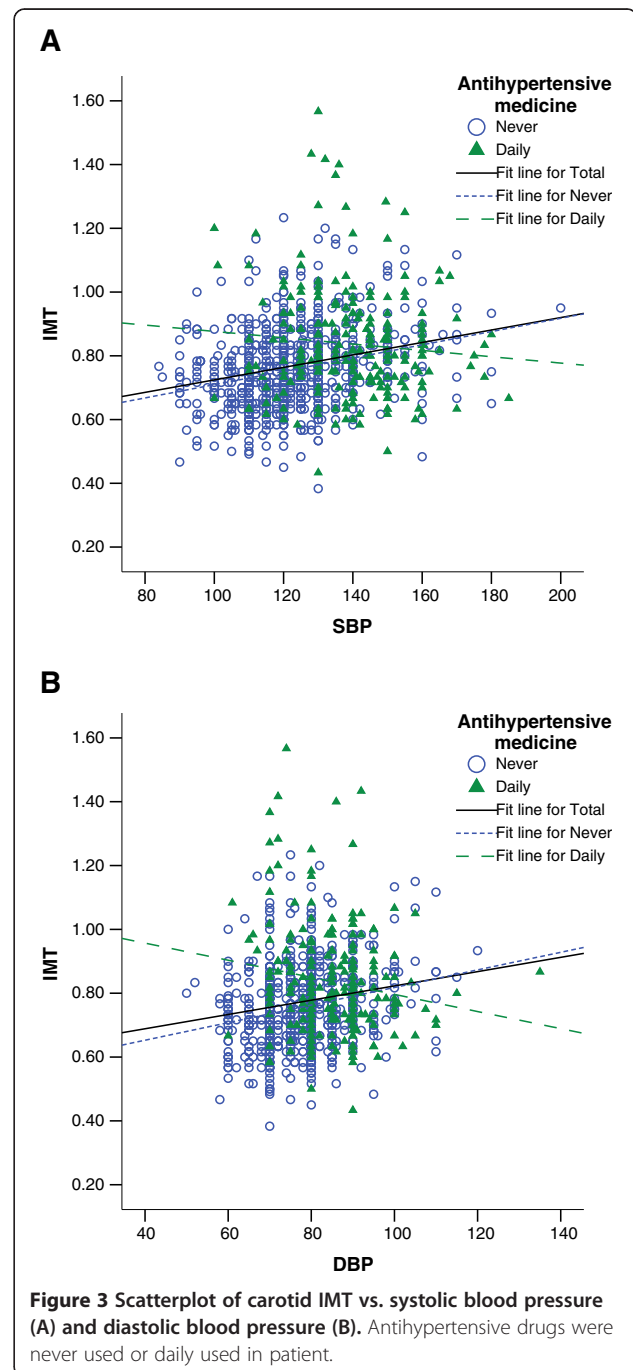 A
Antihypertensive
medicine
Never
Daily
Fit line for Total
Fit line for Never
Fit line for Daily
1.60
1.40
1.20
1.00
0.80
0.60
0.40
0.20
IMT
80 100 120 140 160 180 200
SBP
B
Antihypertensive
medicine
Never
Daily
Fit line for Total
Fit line for Never
Fit line for Daily
1.60
1.40
1.20
1.00
0.80
0.60
0.40
0.20
IMT
40 60 80 100 120 140
DBP
Figure 3 Scatterplot of carotid IMT vs. systolic blood pressure
(A) and diastolic blood pressure (B). Antihypertensive drugs were
never used or daily used in patient.